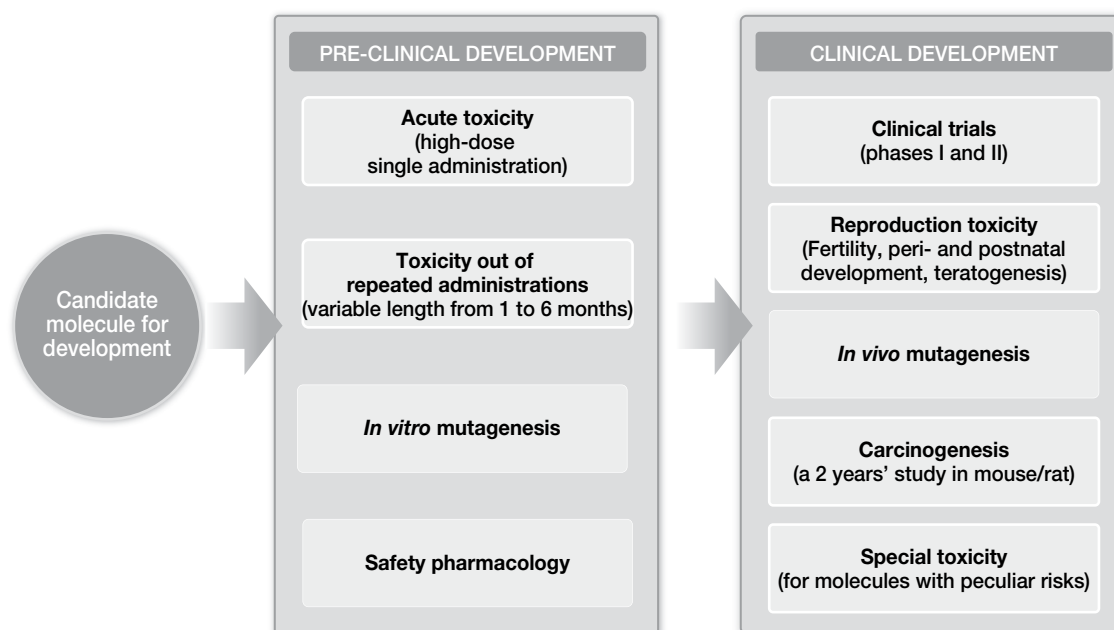 Candidate
molecule for
development
PRE-CLINICAL DEVELOPMENT
Acute toxicity
(high-dose
single administration)
Toxicity out of
repeated administrations
(variable length from 1 to 6 months)
In vitro mutagenesis
Safety pharmacology
CLINICAL DEVELOPMENT
Clinical trials
(phases I and II)
Reproduction toxicity
(Fertility, peri- and postnatal
development, teratogenesis)
In vivo mutagenesis
Carcinogenesis
(a 2 years’ study in mouse/rat)
Special toxicity
(for molecules with peculiar risks)